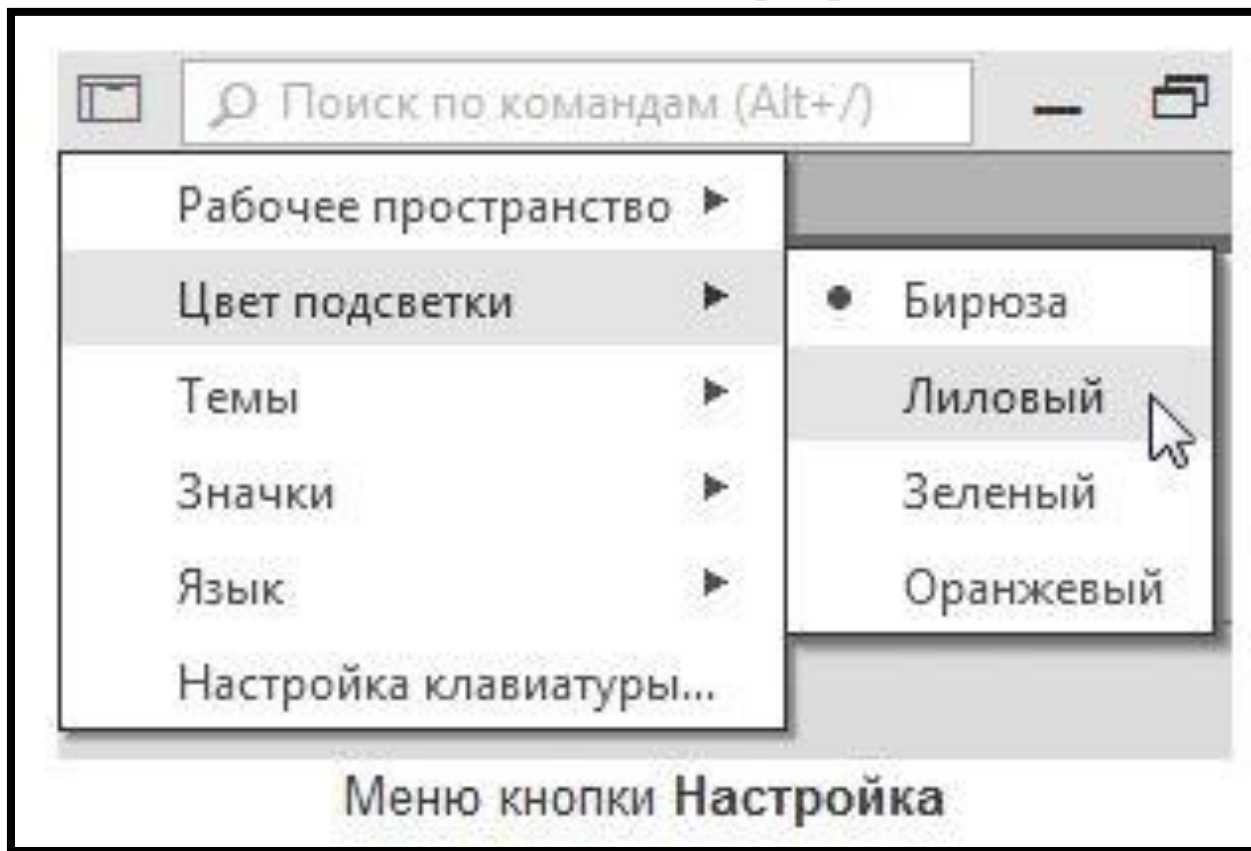 Поиск по командам (Alt+/)
Рабочее пространство
Цвет подсветки
Темы
Значки
Язык
Настройка клавиатуры...
Бирюза
Лиловый
Зеленый
Оранжевый
Меню кнопки Настройка